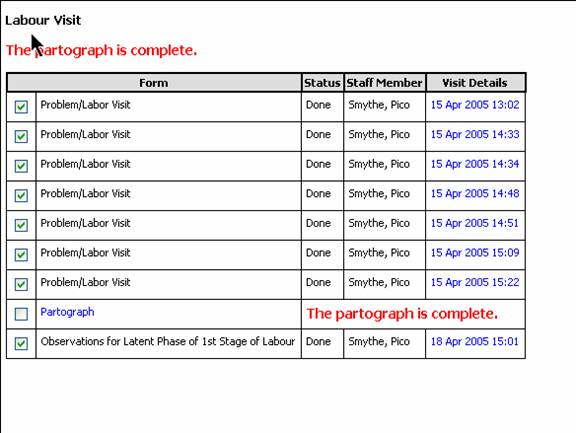 Labour Visit
The partograph is complete.
Form Status Staff Member Visit Details
Problem/Labor Visit Done Smythe, Pico 15 Apr 2005 13:02
Problem/Labor Visit Done Smythe, Pico 15 Apr 2005 14:33
Problem/Labor Visit Done Smythe, Pico 15 Apr 2005 14:34
Problem/Labor Visit Done Smythe, Pico 15 Apr 2005 14:48
Problem/Labor Visit Done Smythe, Pico 15 Apr 2005 14:51
Problem/Labor Visit Done Smythe, Pico 15 Apr 2005 15:09
Problem/Labor Visit Done Smythe, Pico 15 Apr 2005 15:22
Partograph The partograph is complete.
Observations for Latent Phase of 1st Stage of Labour Done Smythe, Pico 18 Apr 2005 15:01